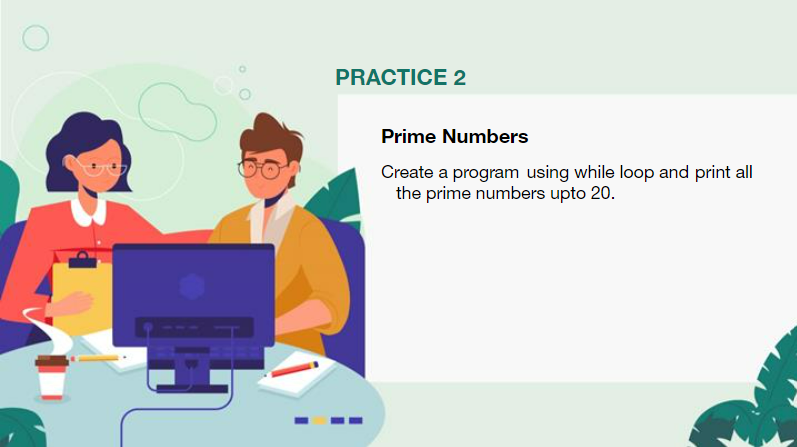 PRACTICE 2
Prime Numbers
Create a program using while loop and print all
the prime numbers upto 20.